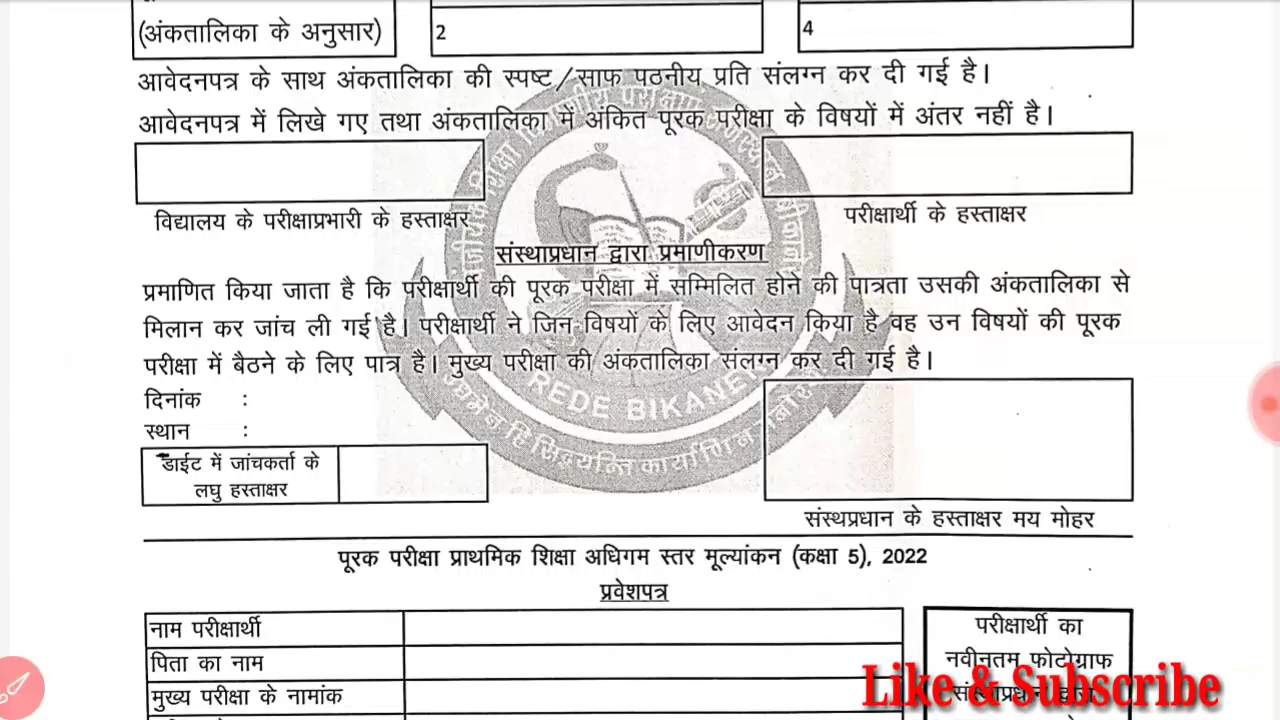 (अंकतालिका के अनुसार)
2
4
आवेदनपत्र के साथ अंकतालिका की स्पष्ट/साफ पठनीय प्रति संलग्न कर दी गई है।
आवेदनपत्र में लिखे गए तथा अंकतालिका में अंकित पूरक परीक्षा के विषयों में अंतर नहीं है।
विद्यालय के परीक्षाप्रभारी के हस्ताक्षर
परीक्षार्थी के हस्ताक्षर
संस्थाप्रधान द्वारा प्रमाणीकरण
प्रमाणित किया जाता है कि परीक्षार्थी की पूरक परीक्षा में सम्मिलित होने की पात्रता उसकी अंकतालिका से
मिलान कर जांच ली गई है। परीक्षार्थी ने जिन विषयों के लिए आवेदन किया है वह उन विषयों की पूरक
परीक्षा में बैठने के लिए पात्र है। मुख्य परीक्षा की अंकतालिका संलग्न कर दी गई है।
REDE BIKANER
दिनांक :
स्थान :
डाईट में जांचकर्ता के
लघु हस्ताक्षर
संस्थप्रधान के हस्ताक्षर मय मोहर
पूरक परीक्षा प्राथमिक शिक्षा अधिगम स्तर मूल्यांकन (कक्षा 5), 2022
प्रवेशपत्र
नाम परीक्षार्थी
पिता का नाम
मुख्य परीक्षा के नामांक
परीक्षार्थी का
नवीनतम फोटोग्राफ
संस्थाप्रधान द्वारा
Like & Subscribe